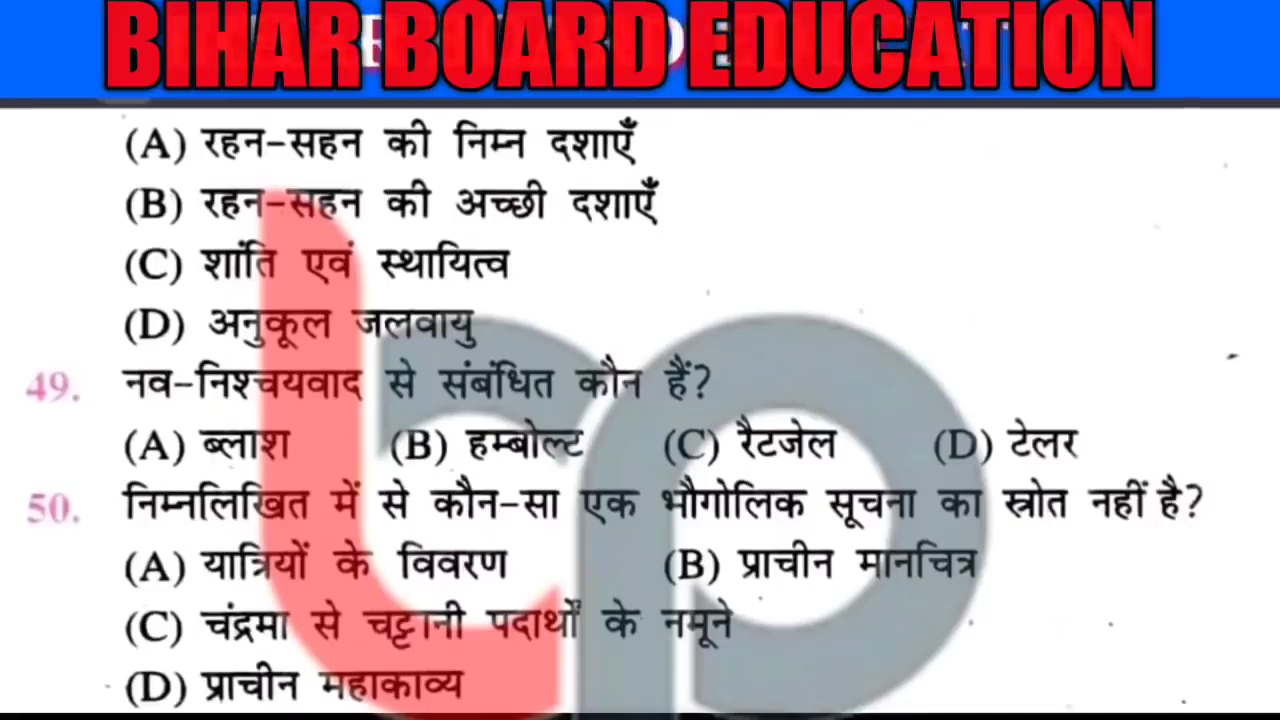 BIHAR BOARD EDUCATION
(A) रहन-सहन की निम्न दशाएँ
(B) रहन-सहन की अच्छी दशाएँ
(C) शांति एवं स्थायित्व
(D) अनुकूल जलवायु
49. नव-निश्चयवाद से संबंधित कौन हैं?
(A) ब्लाश (B) हम्बोल्ट (C) रैटजेल (D) टेलर
50. निम्नलिखित में से कौन-सा एक भौगोलिक सूचना का स्त्रोत नहीं है?
(A) यात्रियों के विवरण (B) प्राचीन मानचित्र
(C) चंद्रमा से चट्टानी पदार्थों के नमूने
(D) प्राचीन महाकाव्य